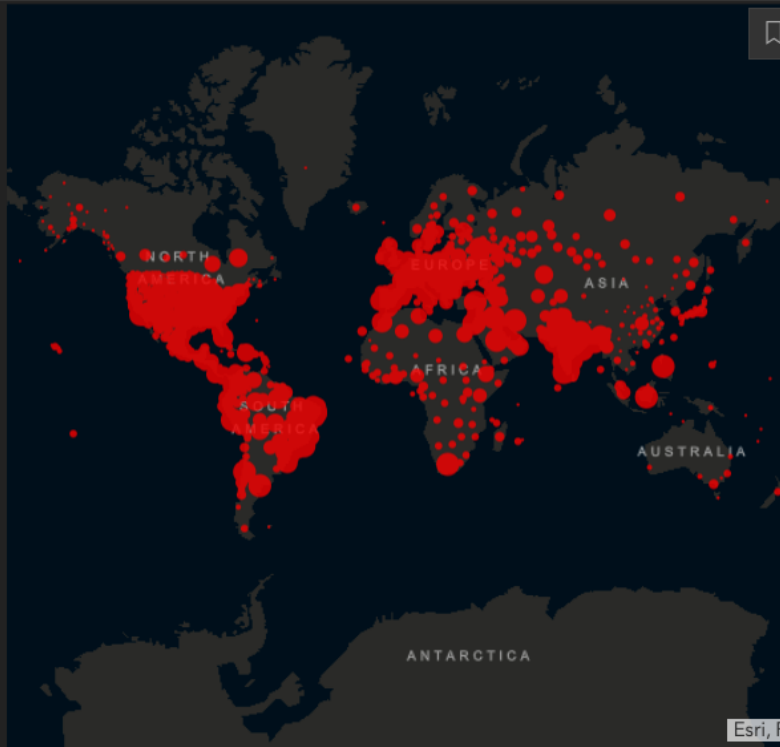 NORTH
AMERICA
EUROPE
ASIA
AFRICA
SOUTH
AMERICA
AUSTRALIA
ANTARCTICA
Esri,